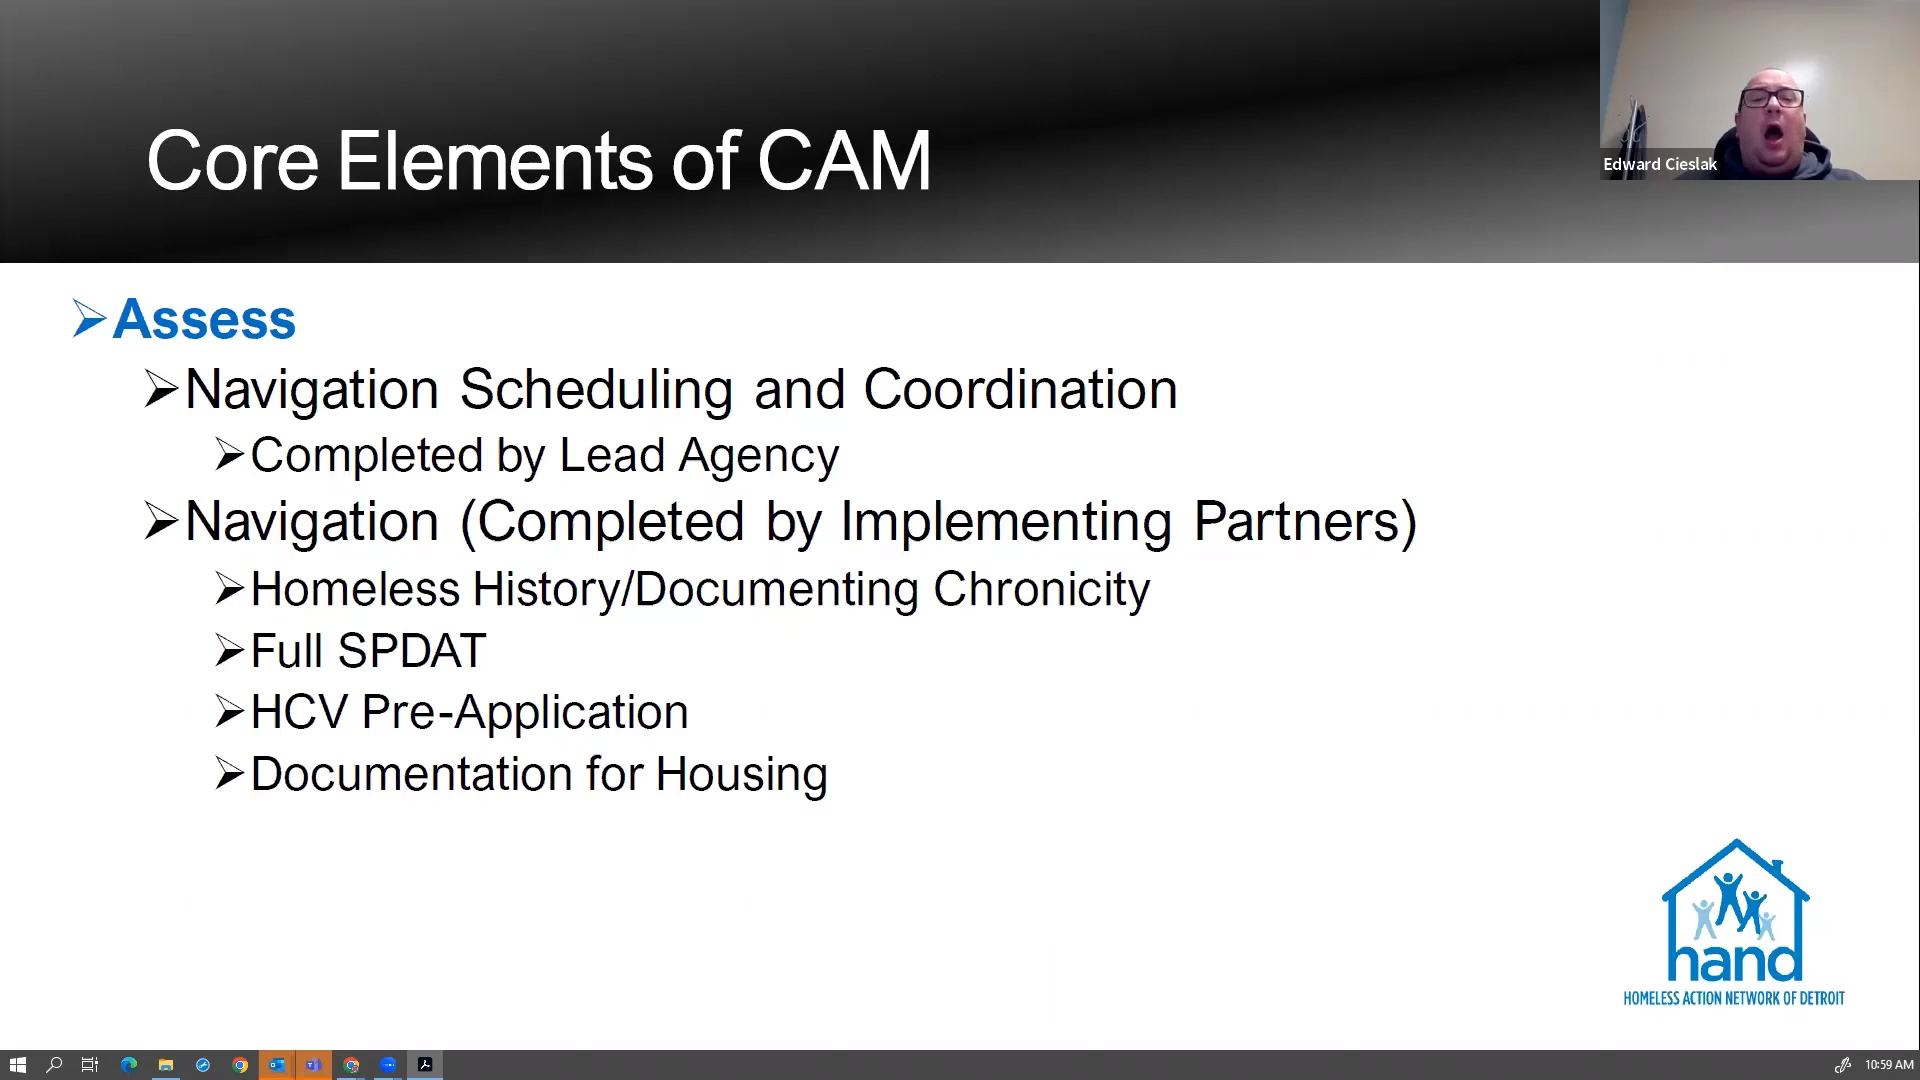 Core Elements of CAM
Edward Cieslak
Assess
Navigation Scheduling and Coordination
Completed by Lead Agency
Navigation (Completed by Implementing Partners)
Homeless History/Documenting Chronicity
Full SPDAT
HCV Pre-Application
Documentation for Housing
hand
HOMELESS ACTION NETWORK OF DETROIT
10:59 AM